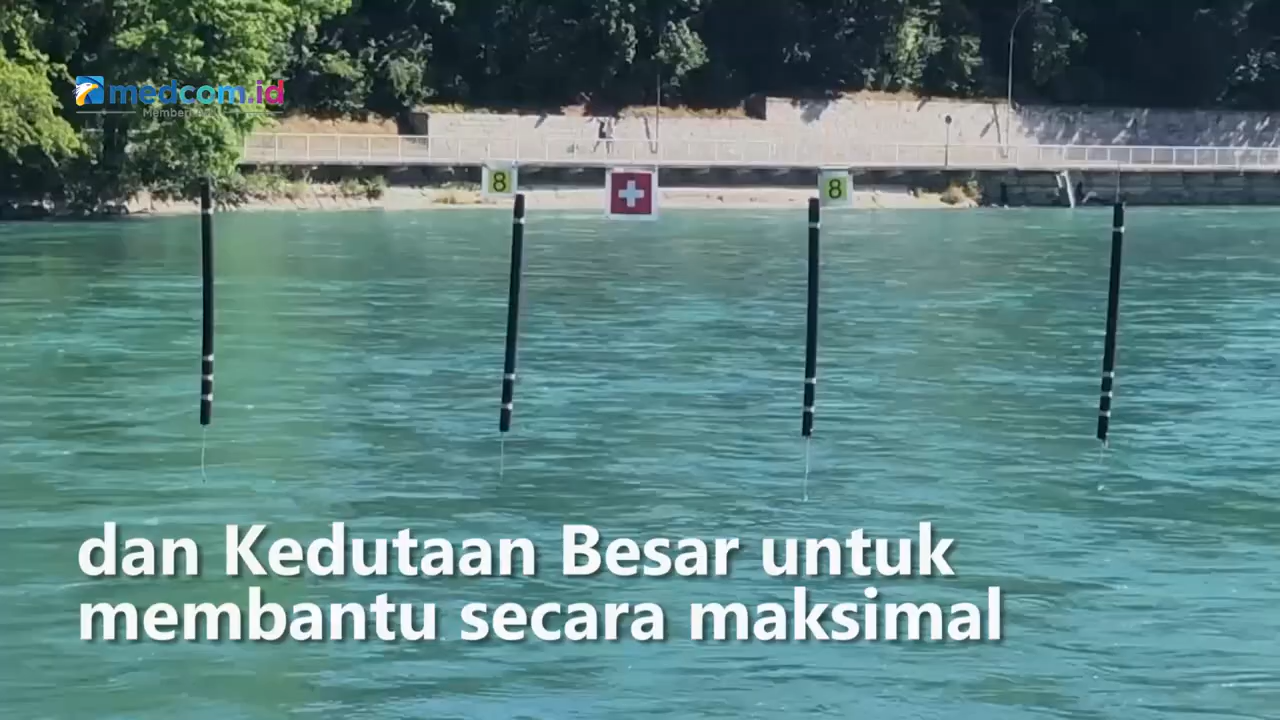 medcom.id
8
8
dan Kedutaan Besar untuk
membantu secara maksimal